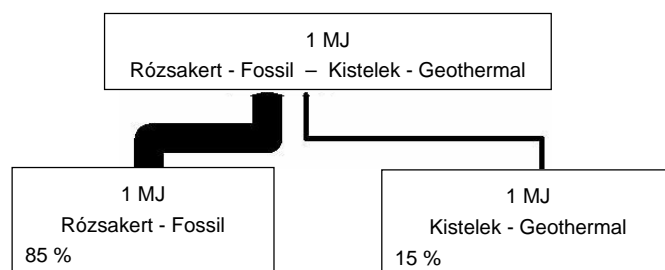 1 MJ
Rózsakert - Fossil – Kistelek - Geothermal
1 MJ
Rózsakert - Fossil
85 %
1 MJ
Kistelek - Geothermal
15 %